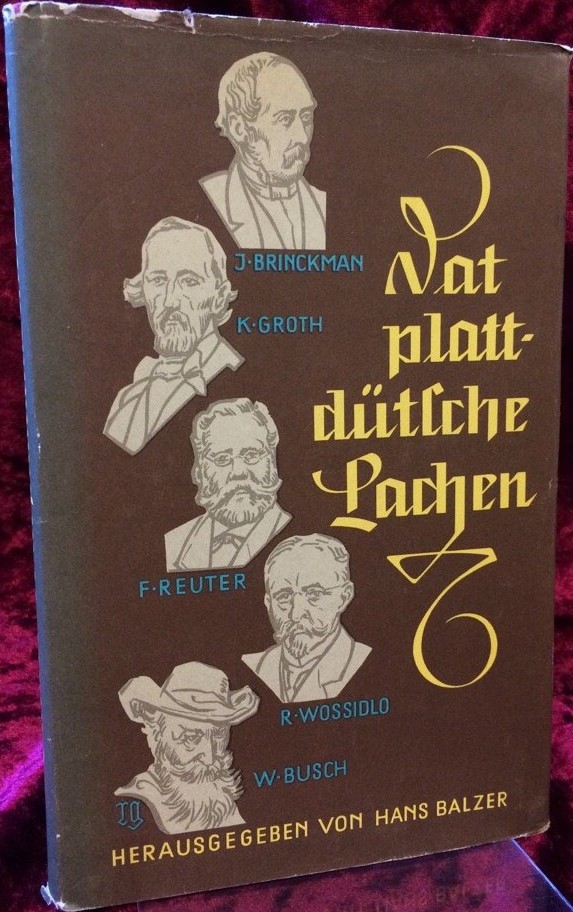 J·BRINCKMAN
K·GROTH
F·REUTER
R·WOSSIDLO
W·BUSCH
Dat
platt-
dütſche
Lachen
HERAUSGEGEBEN VON HANS BALZER